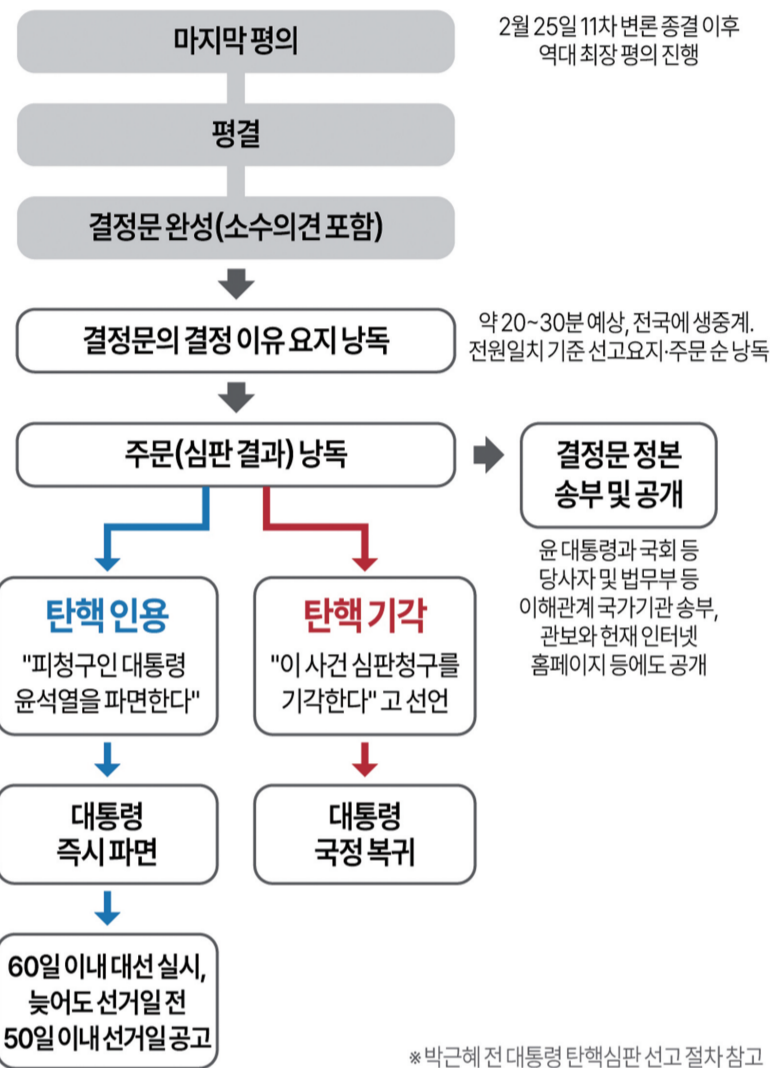 마지막 평의
2월 25일 11차 변론 종결 이후
역대 최장 평의 진행
평결
결정문 완성(소수의견 포함)
결정문의 결정 이유 요지 낭독
약 20~30분 예상, 전국에 생중계.
전원일치 기준 선고요지·주문 순 낭독
주문(심판 결과) 낭독
결정문 정본
송부 및 공개
윤 대통령과 국회 등
당사자 및 법무부 등
이해관계 국가기관 송부,
관보와 헌재 인터넷
홈페이지 등에도 공개
탄핵 인용
"피청구인 대통령
윤석열을 파면한다"
탄핵 기각
"이 사건 심판청구를
기각한다" 고 선언
대통령
즉시 파면
대통령
국정 복귀
60일 이내 대선 실시,
늦어도 선거일 전
50일 이내 선거일 공고
※ 박근혜 전 대통령 탄핵심판 선고 절차 참고